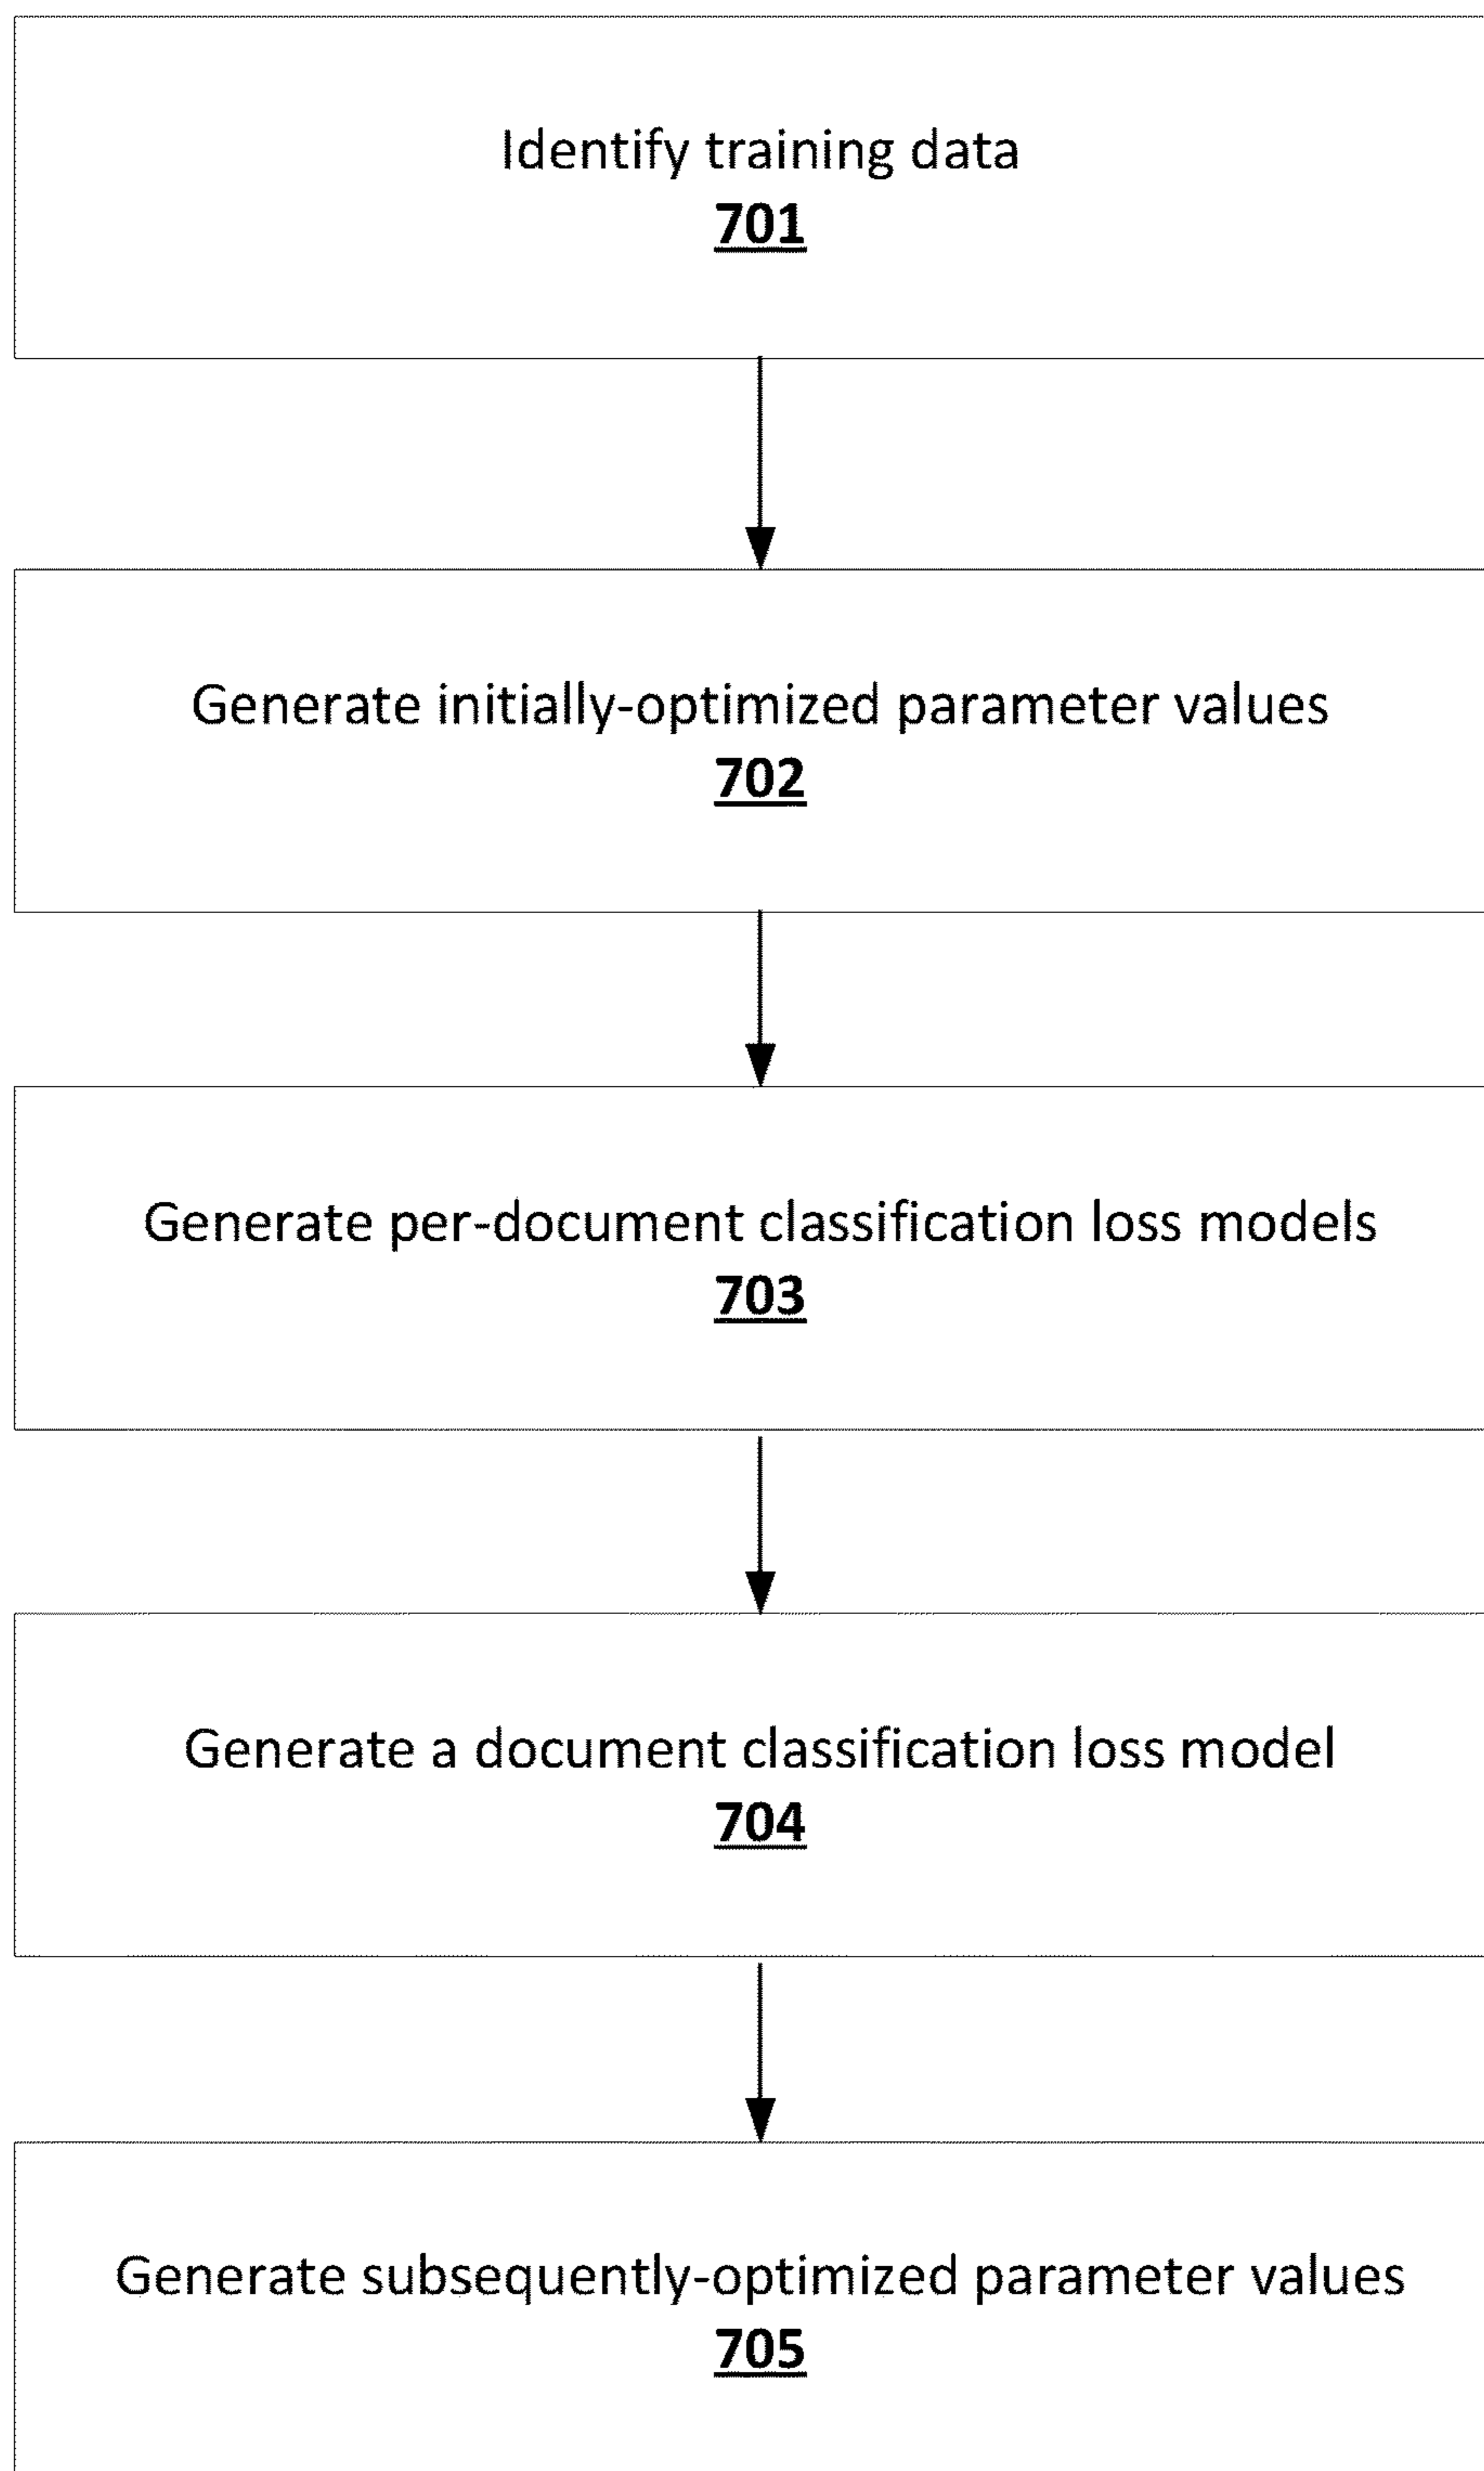 Identify training data
701
Generate initially-optimized parameter values
702
Generate per-document classification loss models
703
Generate a document classification loss model
704
Generate subsequently-optimized parameter values
705